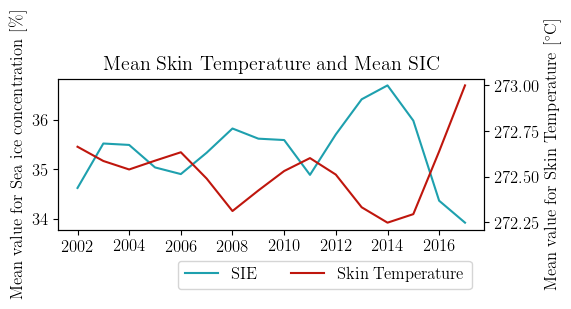 Mean Skin Temperature and Mean SIC
Mean value for Sea ice concentration [%]
36
35
34
273.00
272.75
272.50
272.25
Mean value for Skin Temperature [°C]
2002 2004 2006 2008 2010 2012 2014 2016
SIE Skin Temperature